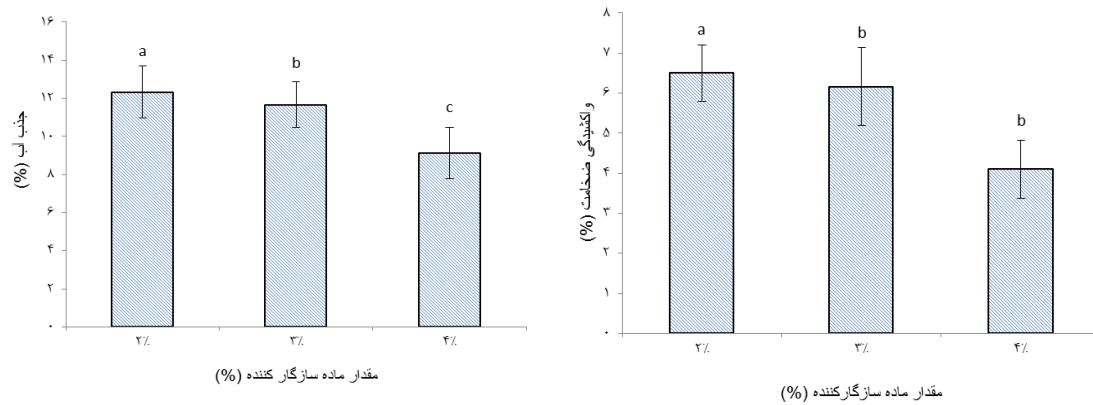 ۱۶
۱۴
۱۲
۱۰
۸
۶
۴
۲
۰
جذب آب (%)
a
b
c
۲٪
۳٪
۴٪
مقدار ماده سازگار کننده (%)
۸
۷
۶
۵
۴
۳
۲
۱
۰
واکشیدگی ضخامت (%)
a
b
b
۲٪
۳٪
۴٪
مقدار ماده سازگارکننده (%)